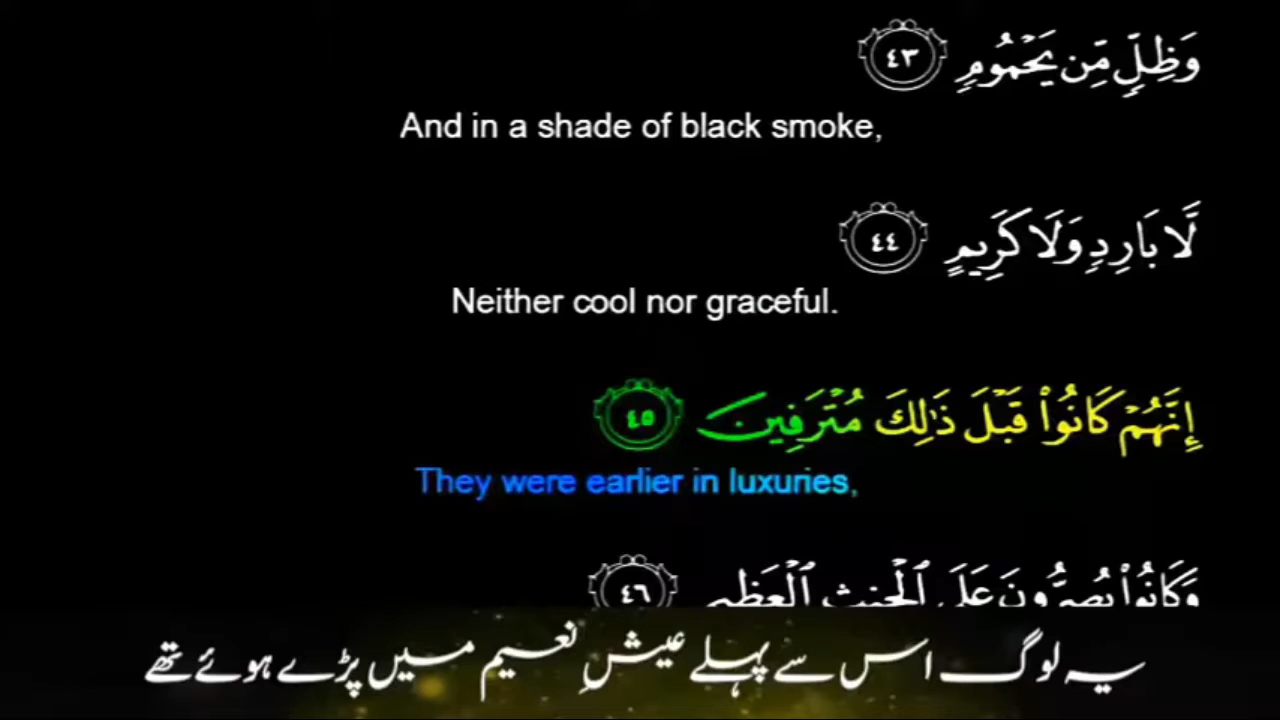 وَظِلٍّ مِّن يَحْمُومٍ ٤٣
And in a shade of black smoke,
لَّا بَارِدٍ وَلَا كَرِيمٍ ٤٤
Neither cool nor graceful.
إِنَّهُمْ كَانُوا۟ قَبْلَ ذَٰلِكَ مُتْرَفِينَ ٤٥
They were earlier in luxuries,
وَكَانُوا۟ يُصِرُّونَ عَلَى ٱلْحِنثِ ٱلْعَظِيمِ ٤٦
یہ لوگ اس سے پہلے عیشِ نعیم میں پڑے ہوئے تھے